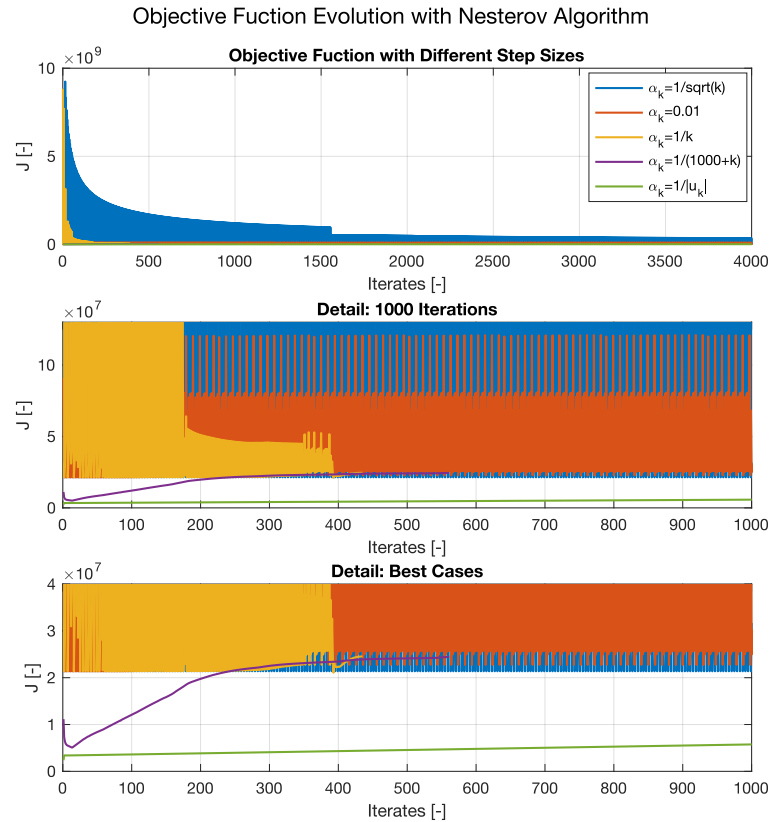 Objective Fuction Evolution with Nesterov Algorithm
Objective Fuction with Different Step Sizes
×10^9
10
5
0
J [-]
α_k=1/sqrt(k)
α_k=0.01
α_k=1/k
α_k=1/(1000+k)
α_k=1/|u_k|
0 500 1000 1500 2000 2500 3000 3500 4000
Iterates [-]
Detail: 1000 Iterations
×10^7
10
5
0
J [-]
0 100 200 300 400 500 600 700 800 900 1000
Iterates [-]
Detail: Best Cases
×10^7
4
3
2
1
0
J [-]
0 100 200 300 400 500 600 700 800 900 1000
Iterates [-]